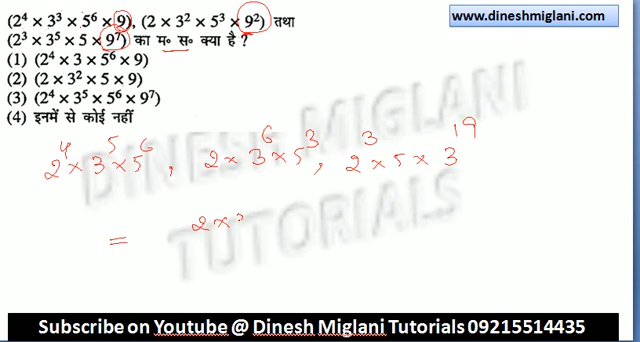 www.dineshmiglani.com
(2⁴ × 3³ × 5⁶ × 9), (2 × 3² × 5³ × 9²) तथा
(2³ × 3⁵ × 5 × 9⁷) का म० स० क्या है ?
(1) (2⁴ × 3 × 5⁶ × 9)
(2) (2 × 3² × 5 × 9)
(3) (2⁴ × 3⁵ × 5⁶ × 9⁷)
(4) इनमें से कोई नहीं
2⁴ × 3⁵ × 5⁶ , 2 × 3⁶ × 5³ , 2³ × 5 × 3¹⁹
= 2 ×
DINESH MIGLANI
TUTORIALS
Subscribe on Youtube @ Dinesh Miglani Tutorials 09215514435